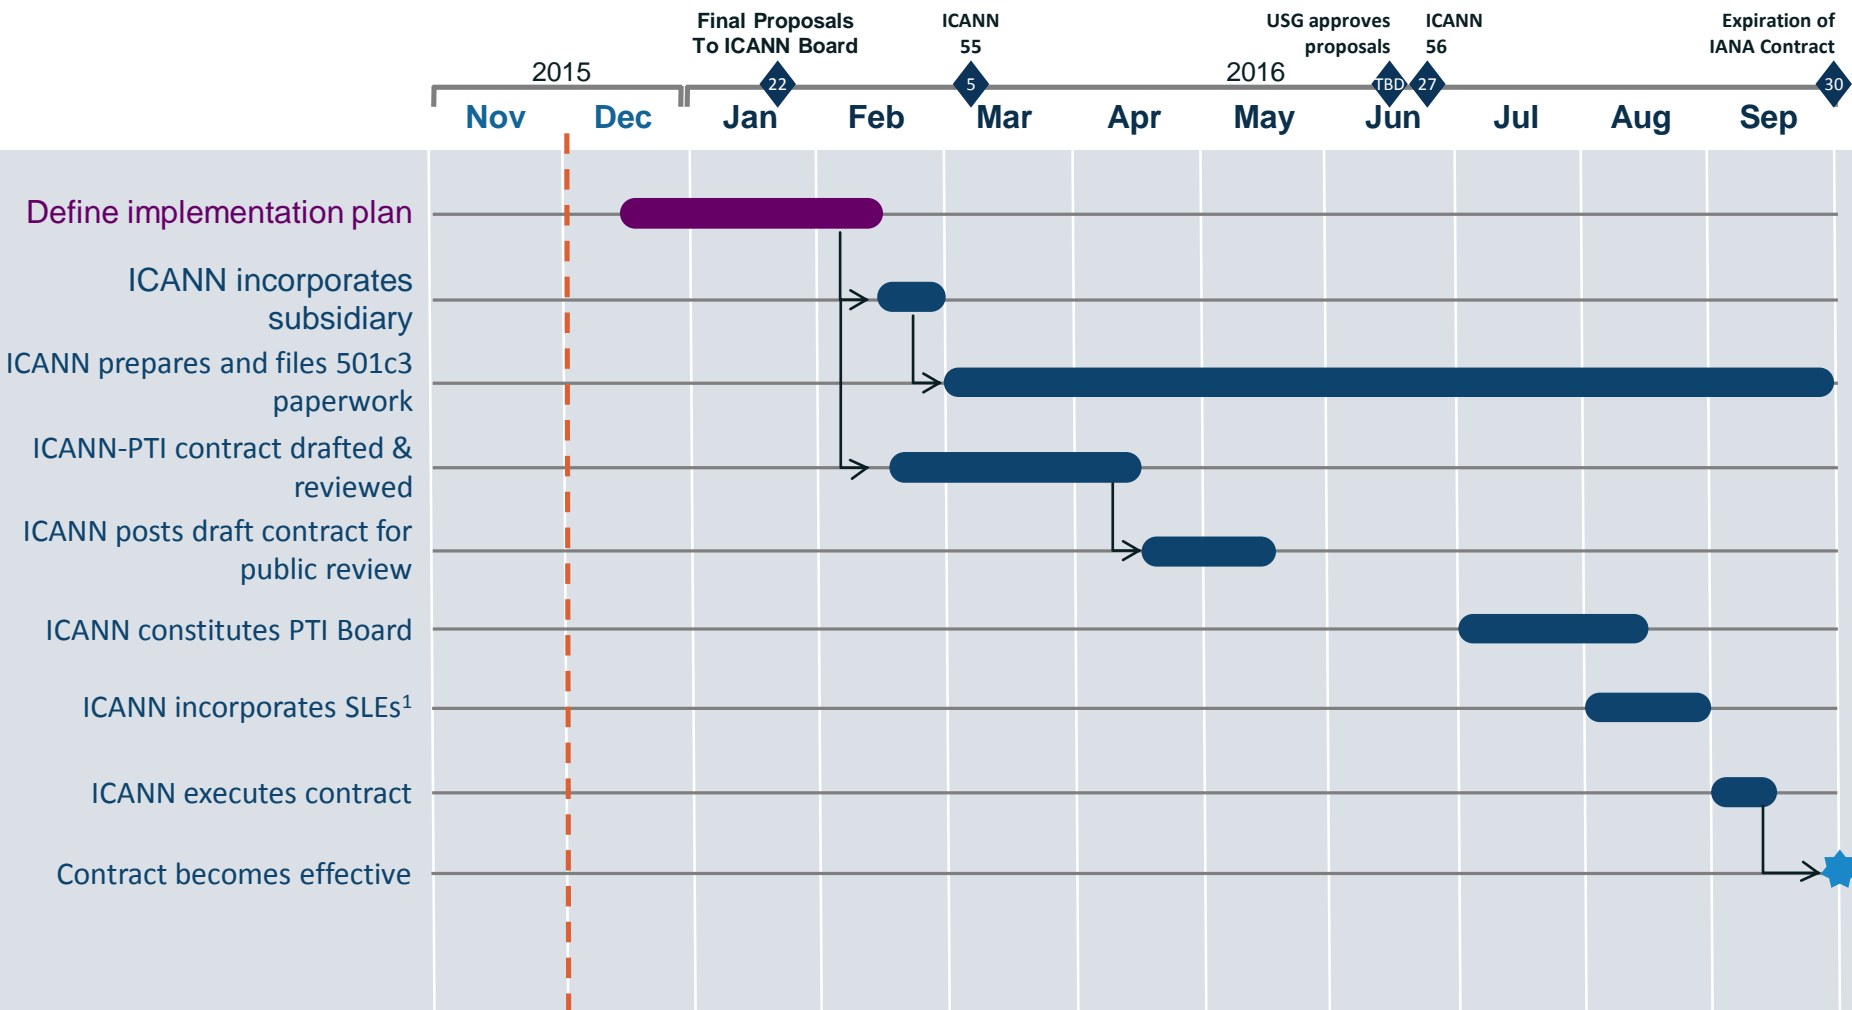 Final Proposals
To ICANN Board
ICANN
55
USG approves
proposals
ICANN
56
Expiration of
IANA Contract
2015
2016
22
5
TBD
27
30
Nov
Dec
Jan
Feb
Mar
Apr
May
Jun
Jul
Aug
Sep
Define implementation plan
ICANN incorporates
subsidiary
ICANN prepares and files 501c3
paperwork
ICANN-PTI contract drafted &
reviewed
ICANN posts draft contract for
public review
ICANN constitutes PTI Board
ICANN incorporates SLEs¹
ICANN executes contract
Contract becomes effective